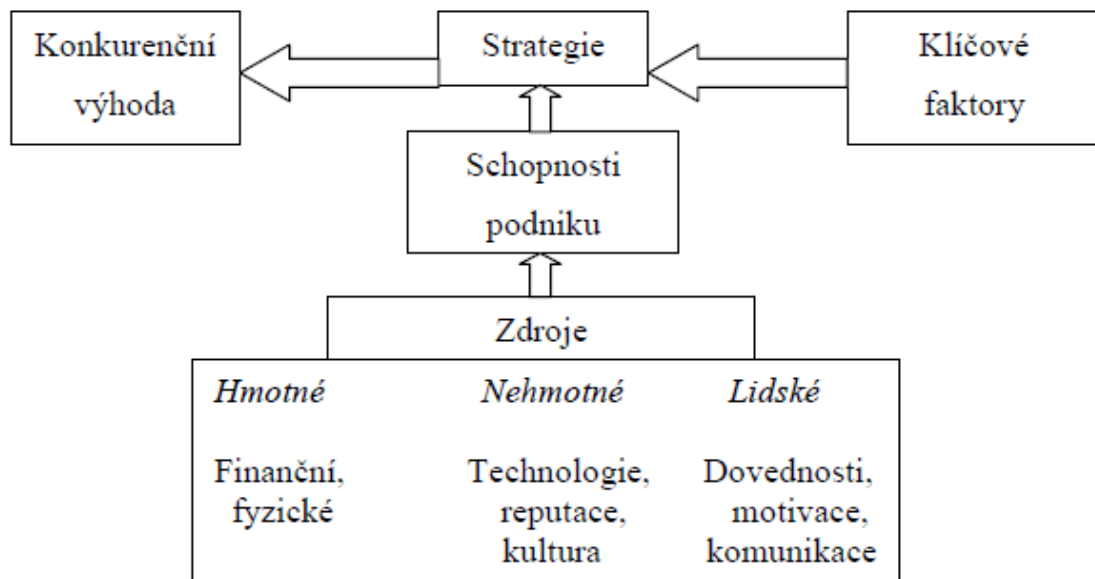 Konkurenční
výhoda
Strategie
Klíčové
faktory
Schopnosti
podniku
Zdroje
Hmotné
Nehmotné
Lidské
Finanční,
fyzické
Technologie,
reputace,
kultura
Dovednosti,
motivace,
komunikace